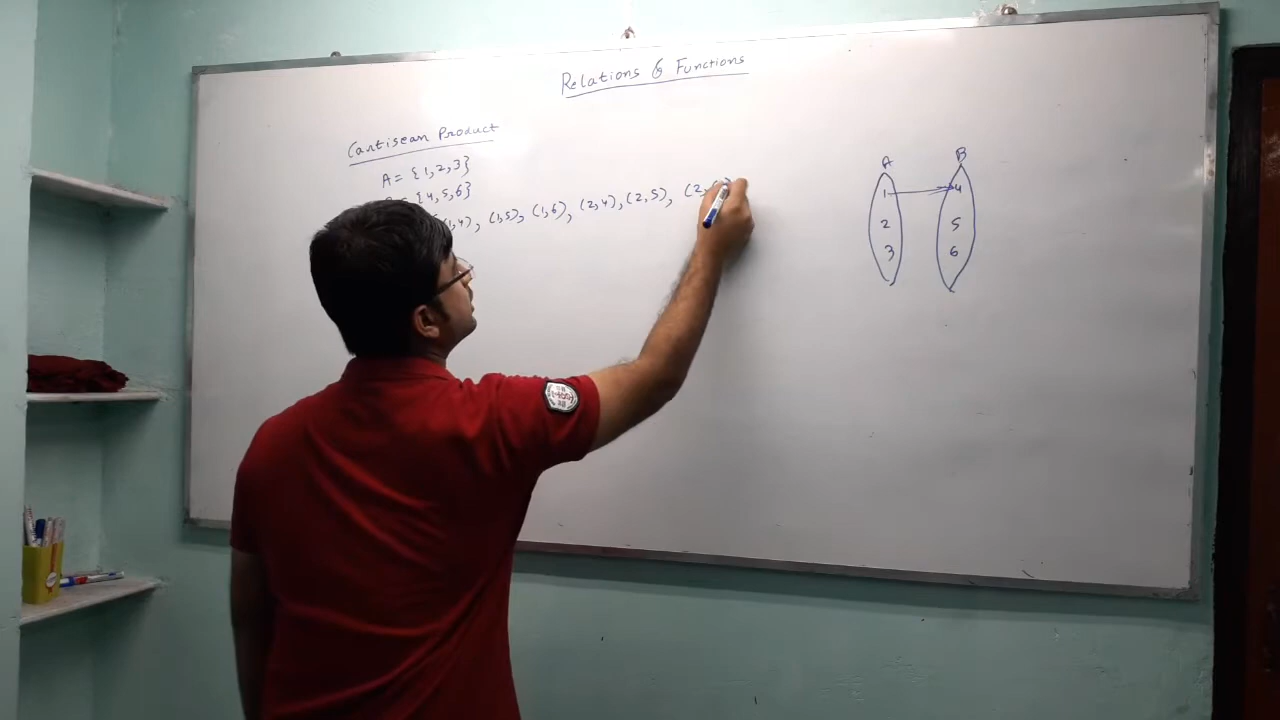 Relations & Functions
Cartisean Product
A = {1,2,3}
= {4,5,6}
(1,4), (1,5), (1,6), (2,4), (2,5), (2,
A B
1 4
2 5
3 6